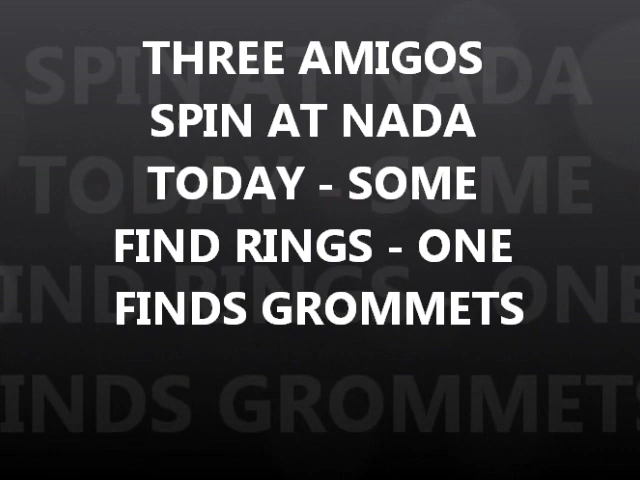 THREE AMIGOS
SPIN AT NADA
TODAY - SOME
FIND RINGS - ONE
FINDS GROMMETS